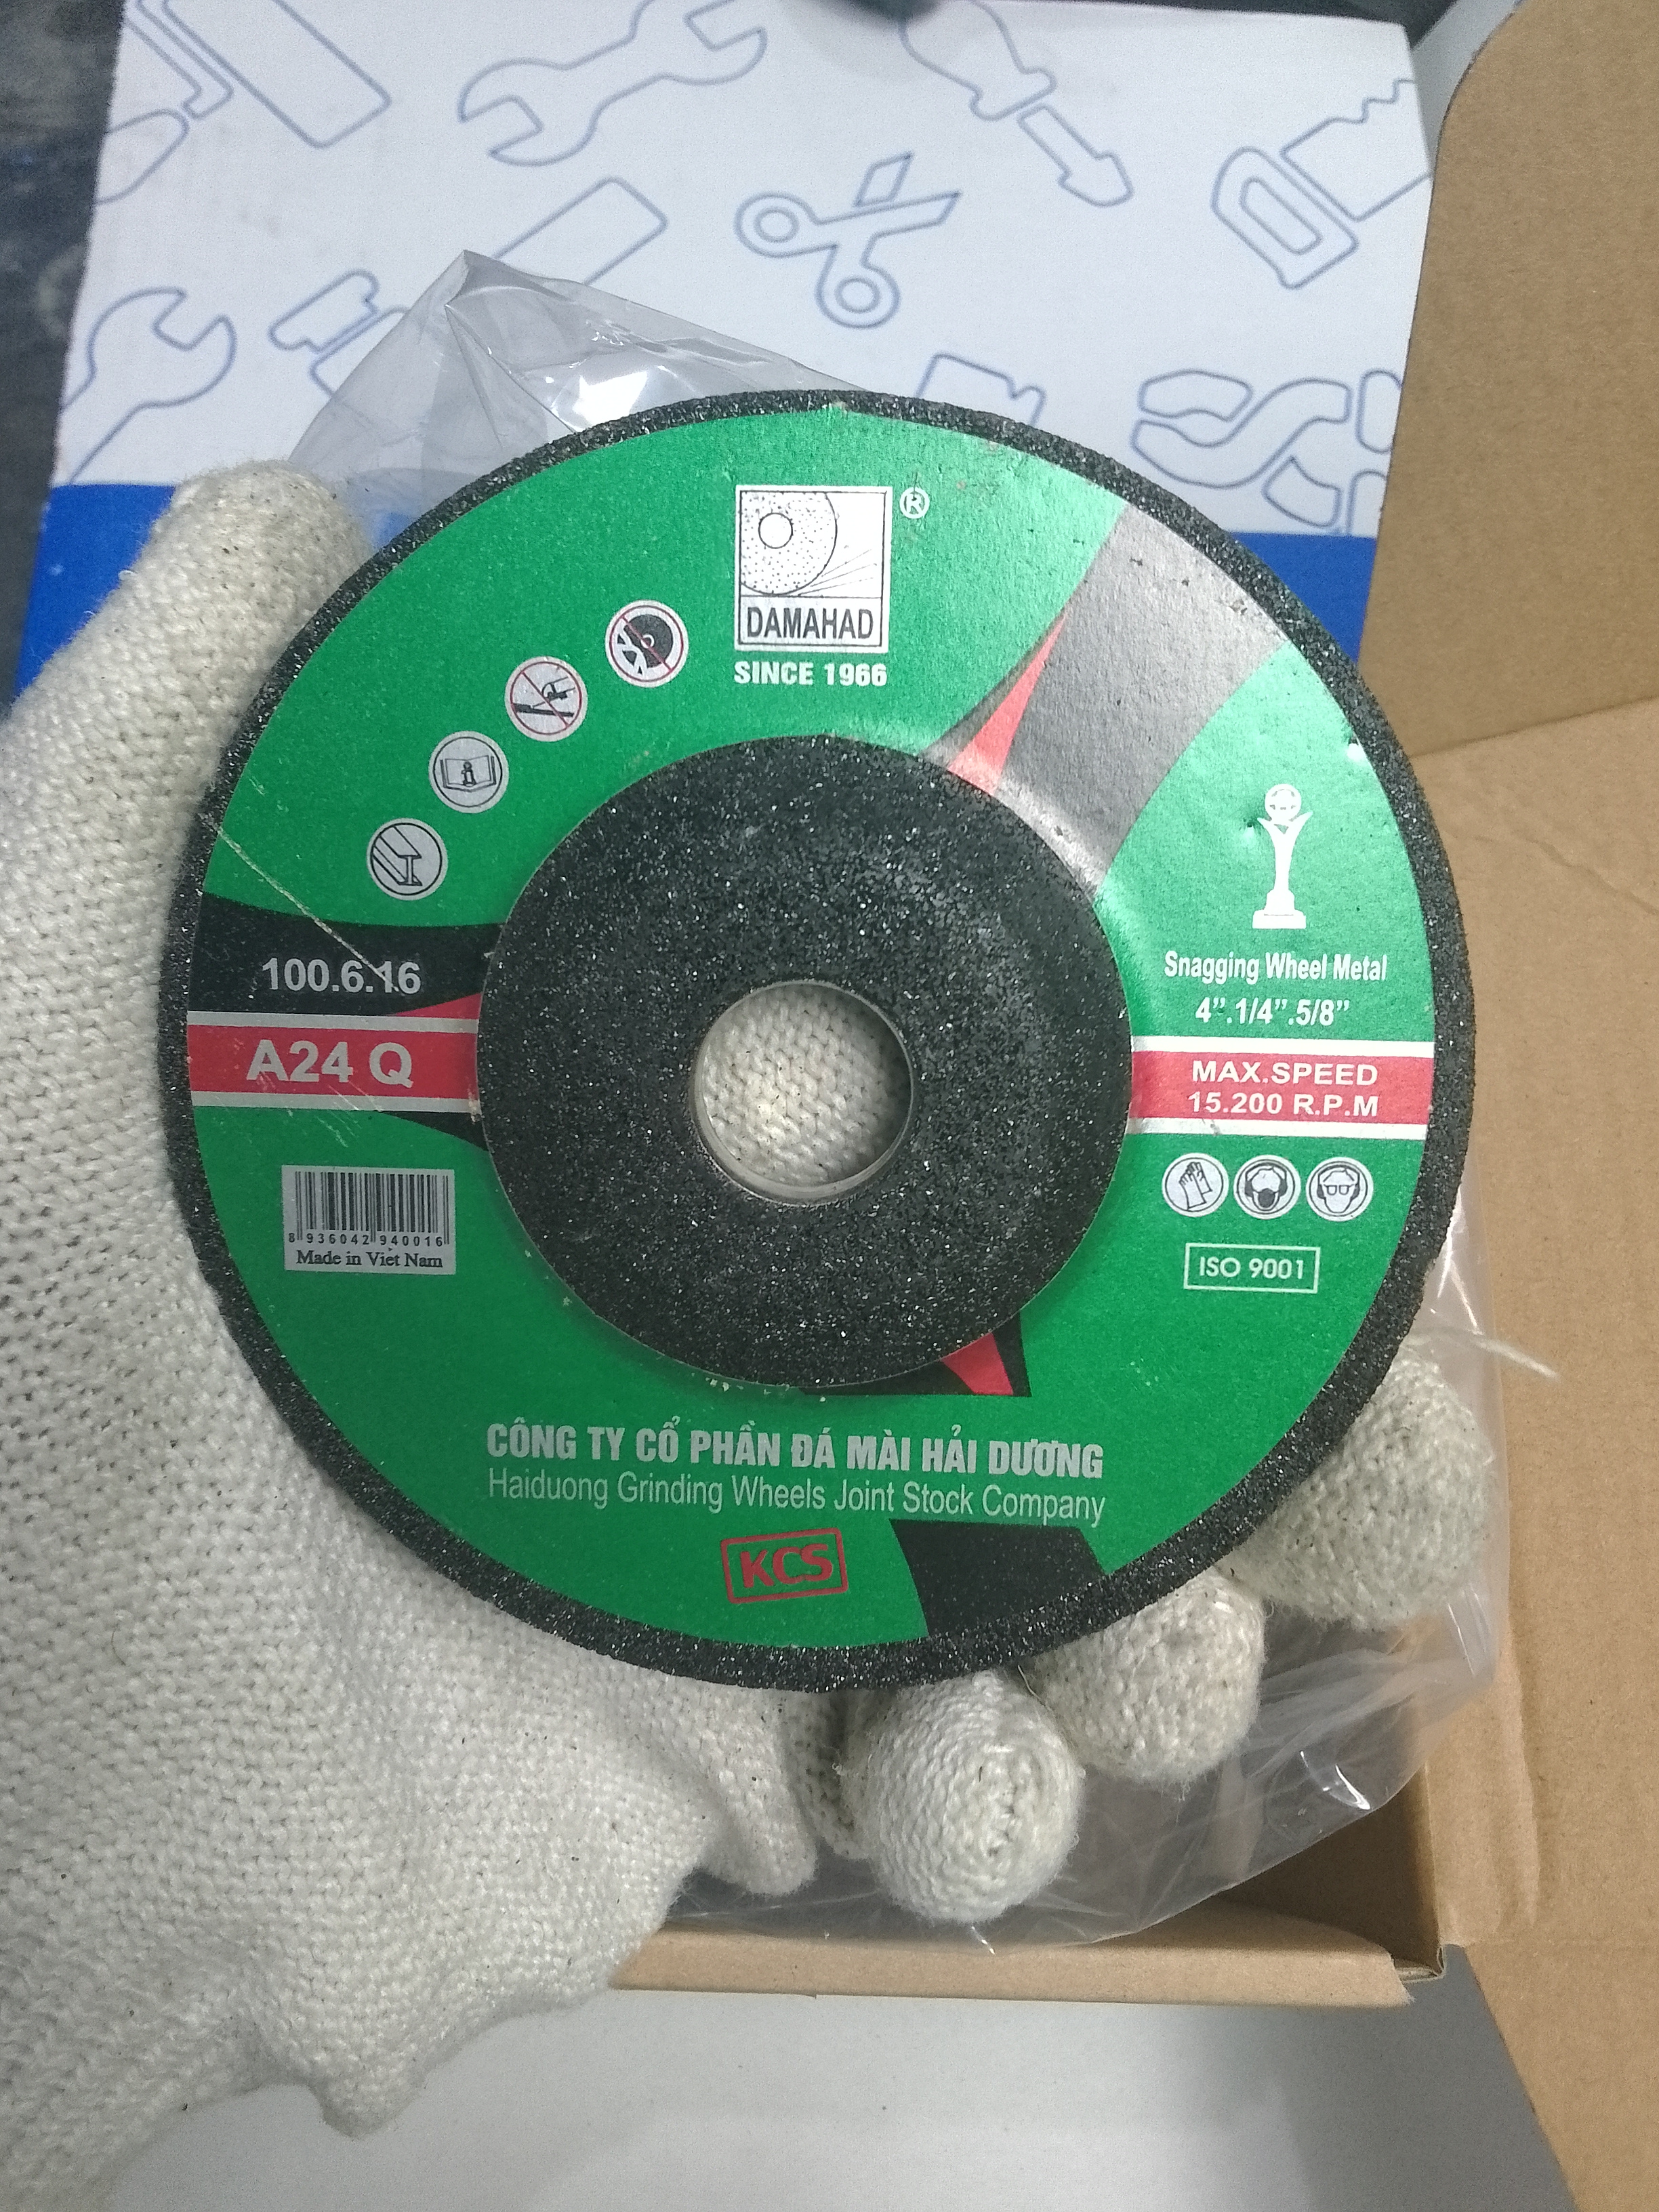 ®
DAMAHAD
SINCE 1966
100.6.16
A24 Q
8 936042 940016
Made in Việt Nam
Snagging Wheel Metal
4”.1/4”.5/8”
MAX.SPEED
15.200 R.P.M
ISO 9001
CÔNG TY CỔ PHẦN ĐÁ MÀI HẢI DƯƠNG
Haiduong Grinding Wheels Joint Stock Company
KCS